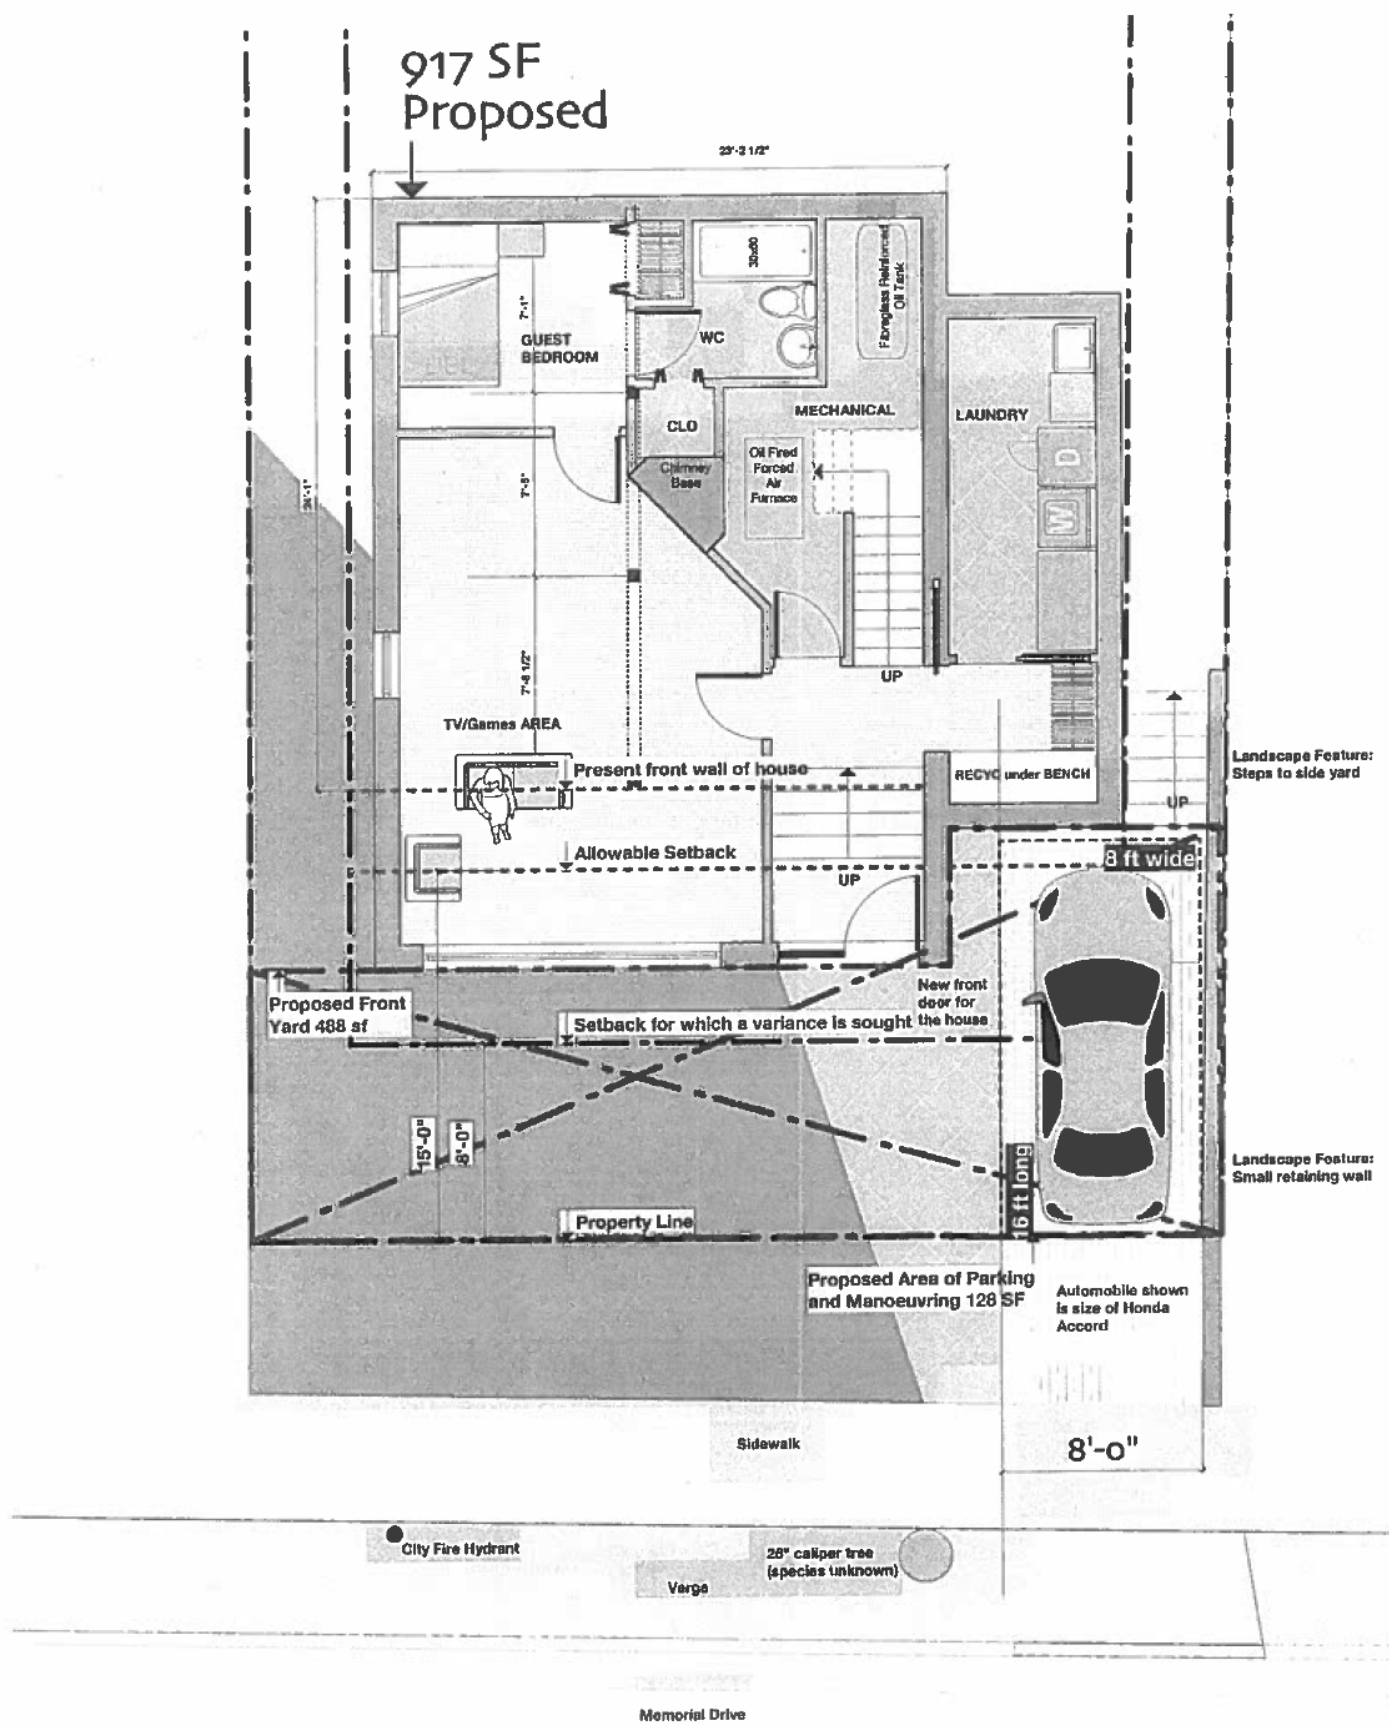 917 SF
Proposed
23'-2 1/2"
30x60
Fibreglass Reinforced
Oil Tank
7'-1"
GUEST
BEDROOM
WC
MECHANICAL
LAUNDRY
CLO
Chimney
Base
Oil Fired
Forced
Air
Furnace
D
W
7'-5"
7'-8 1/2"
UP
TV/Games AREA
Present front wall of house
RECYC under BENCH
Landscape Feature:
Steps to side yard
UP
Allowable Setback
UP
8 ft wide
Proposed Front
Yard 488 sf
New front
door for
the house
Setback for which a variance is sought
15'-0"
8'-0"
16 ft long
Landscape Feature:
Small retaining wall
Property Line
Proposed Area of Parking
and Manoeuvring 128 SF
Automobile shown
is size of Honda
Accord
8'-0"
Sidewalk
City Fire Hydrant
26" caliper tree
(species unknown)
Verge
Memorial Drive